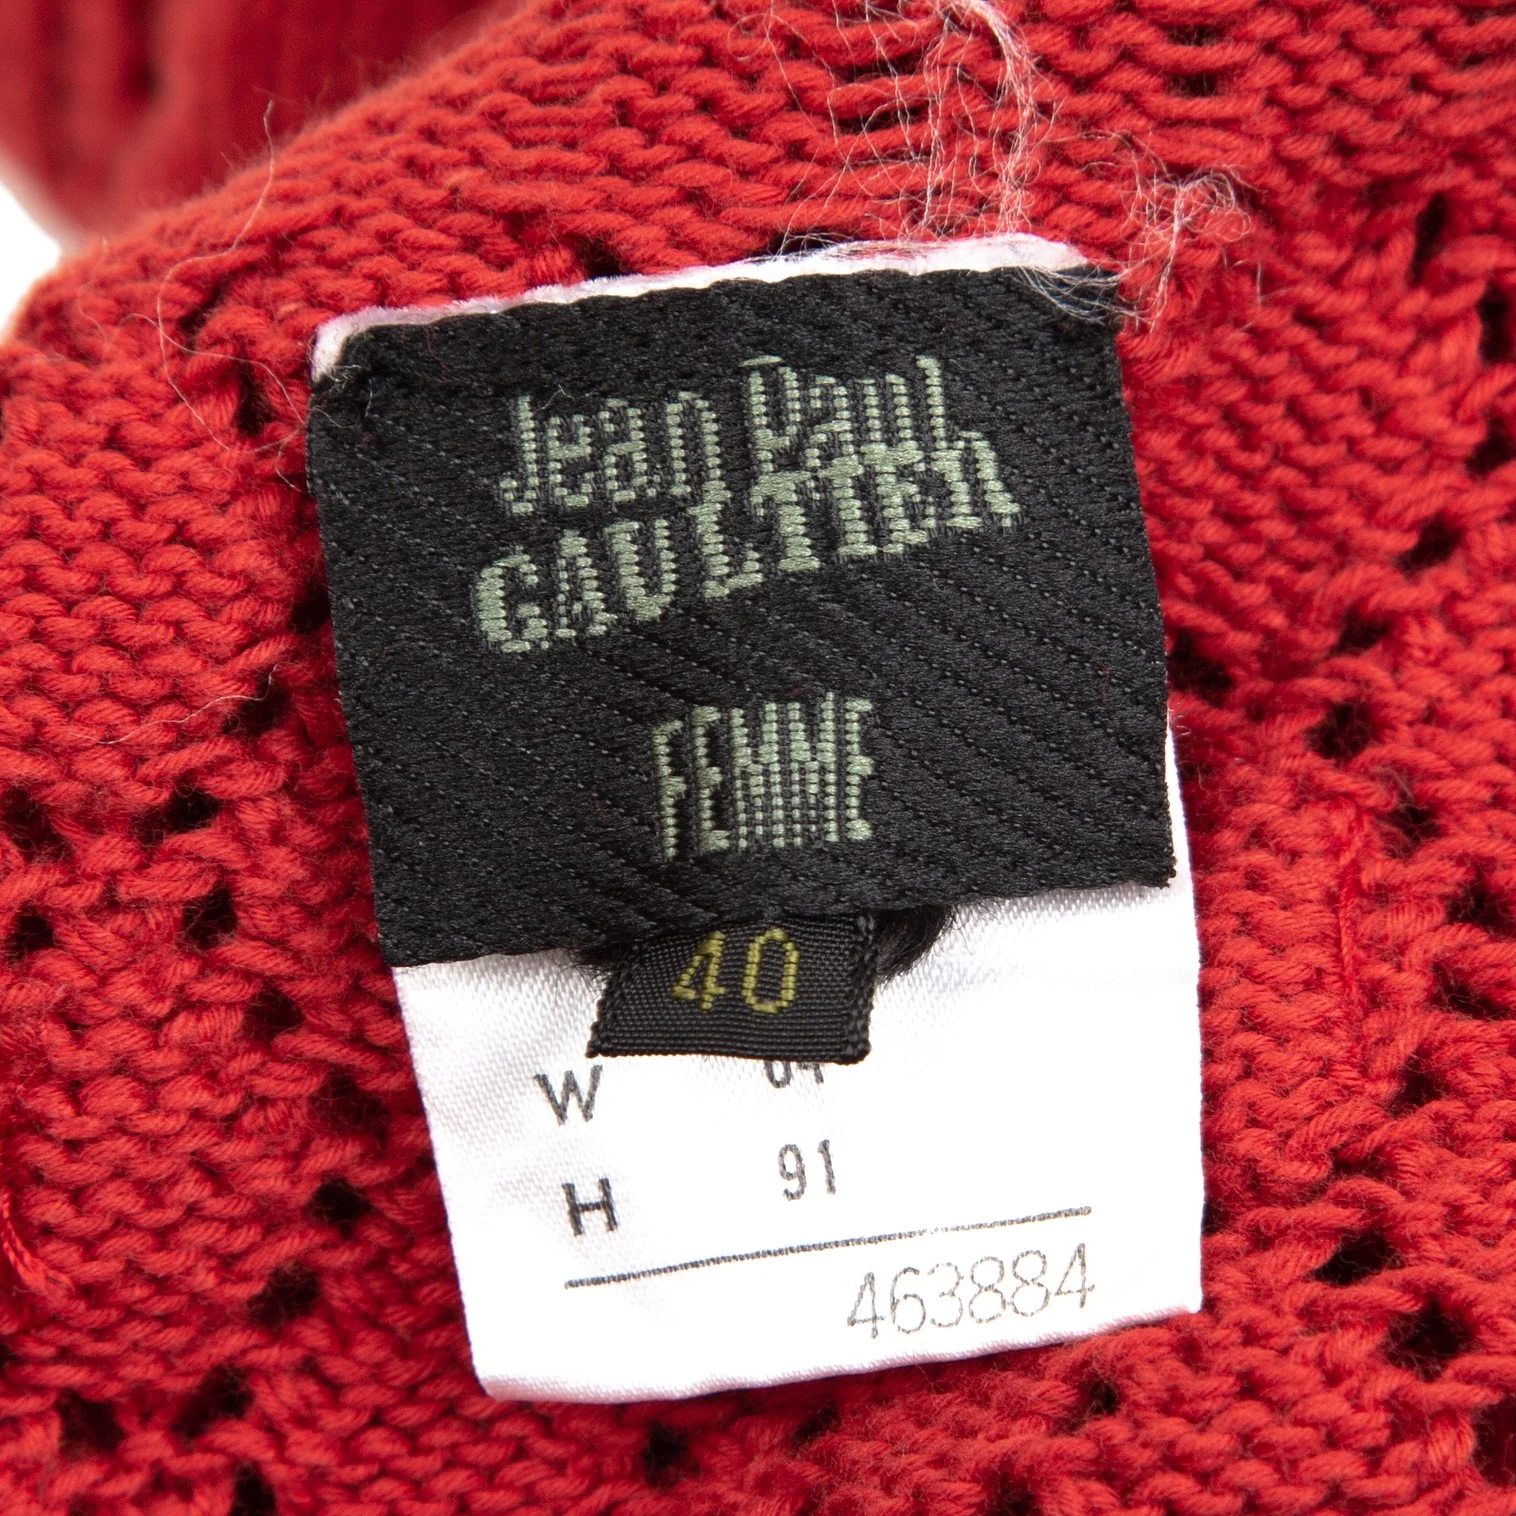 Jean Paul
GAULTIER
FEMME
40
W
H 91
463884